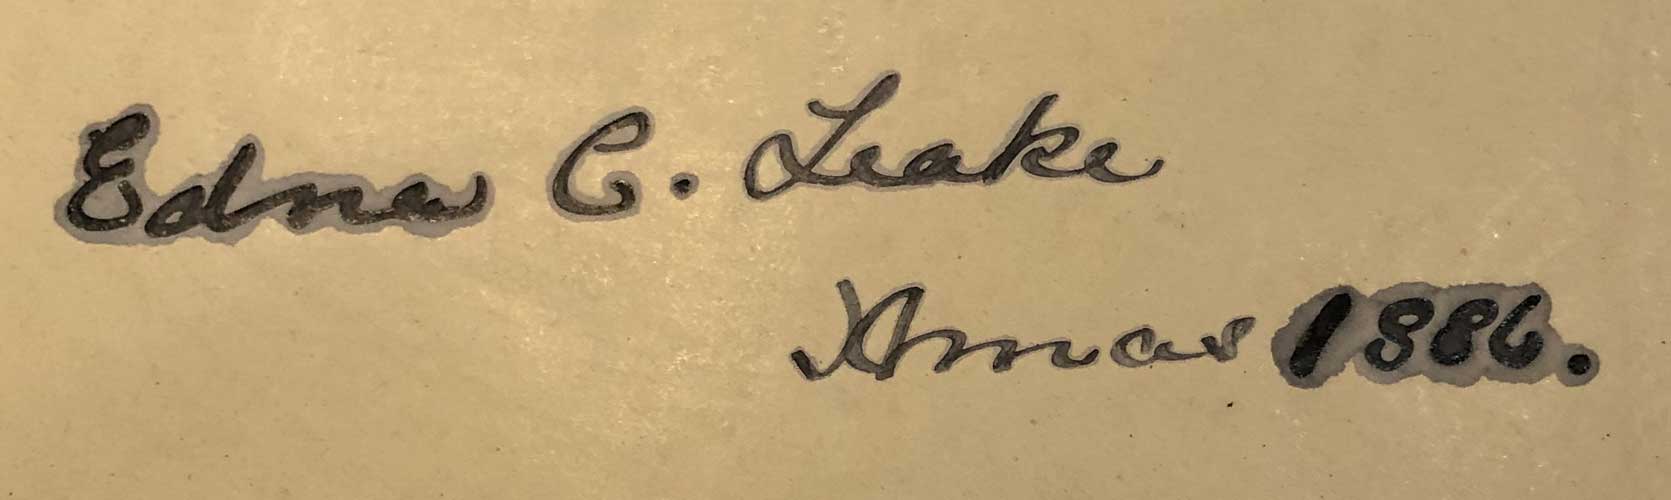 Edna C. Leake
Xmas 1886.